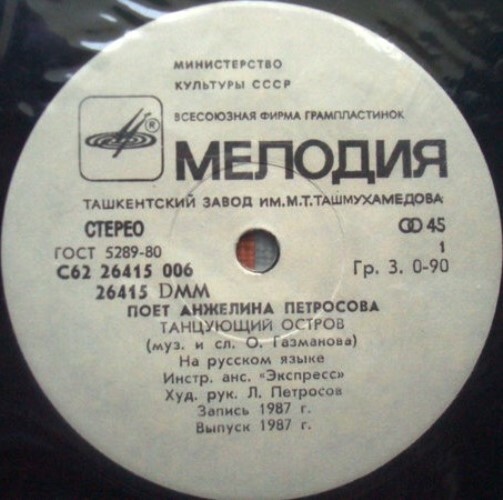 МИНИСТЕРСТВО
КУЛЬТУРЫ СССР
ВСЕСОЮЗНАЯ ФИРМА ГРАМПЛАСТИНОК
®
МЕЛОДИЯ
ТАШКЕНТСКИЙ ЗАВОД ИМ.М.Т.ТАШМУХАМЕДОВА
СТЕРЕО 45
ГОСТ 5289-80 1
С62 26415 006 Гр. 3. 0-90
26415 DMM
ПОЕТ АНЖЕЛИНА ПЕТРОСОВА
ТАНЦУЮЩИЙ ОСТРОВ
(муз. и сл. О. Газманова)
На русском языке
Инстр. анс. «Экспресс»
Худ. рук. Л. Петросов
Запись 1987 г.
Выпуск 1987 г.